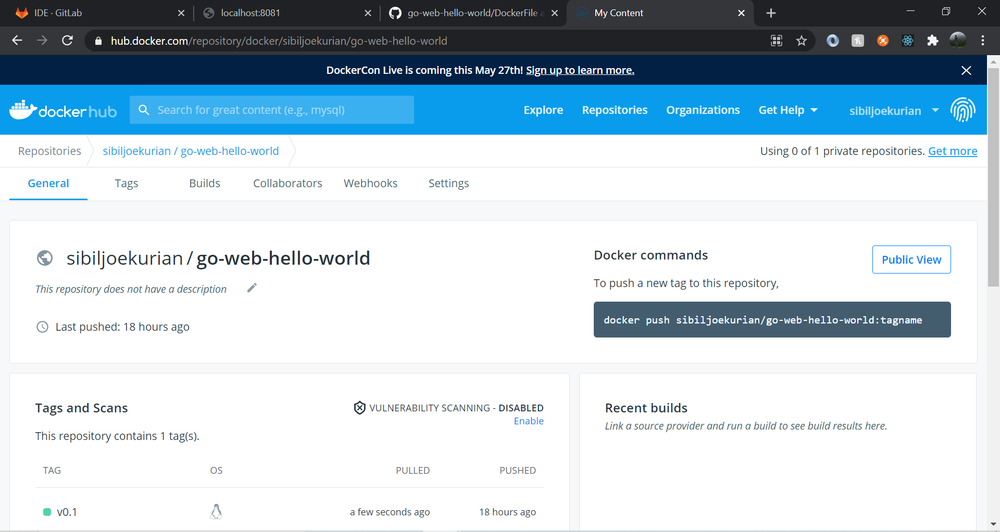 IDE · GitLab
localhost:8081
go-web-hello-world/DockerFile a
My Content
hub.docker.com/repository/docker/sibiljoekurian/go-web-hello-world
DockerCon Live is coming this May 27th! Sign up to learn more.
docker hub
Search for great content (e.g., mysql)
Explore
Repositories
Organizations
Get Help
sibiljoekurian
Repositories
sibiljoekurian / go-web-hello-world
Using 0 of 1 private repositories. Get more
General
Tags
Builds
Collaborators
Webhooks
Settings
sibiljoekurian / go-web-hello-world
This repository does not have a description
Last pushed: 18 hours ago
Docker commands
Public View
To push a new tag to this repository,
docker push sibiljoekurian/go-web-hello-world:tagname
Tags and Scans
VULNERABILITY SCANNING - DISABLED
Enable
This repository contains 1 tag(s).
TAG
OS
PULLED
PUSHED
v0.1
a few seconds ago
18 hours ago
Recent builds
Link a source provider and run a build to see build results here.